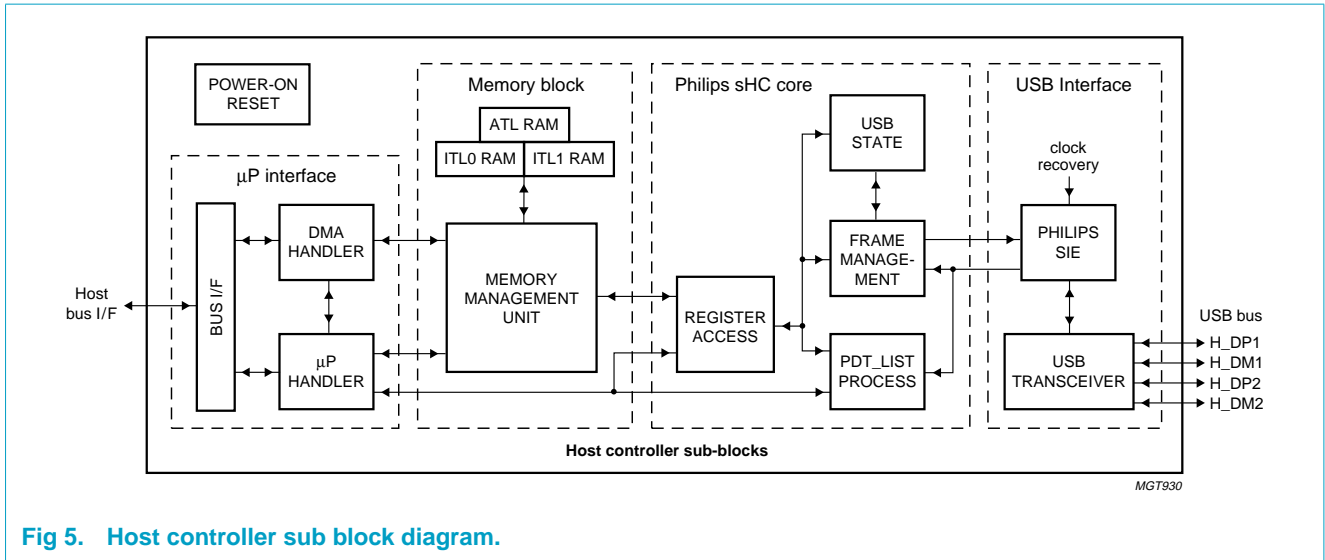 POWER-ON
RESET
Memory block
ATL RAM
ITL0 RAM
ITL1 RAM
Philips sHC core
USB
STATE
USB Interface
clock
recovery
μP interface
BUS I/F
DMA
HANDLER
MEMORY
MANAGEMENT
UNIT
FRAME
MANAGE-
MENT
PHILIPS
SIE
Host
bus I/F
μP
HANDLER
REGISTER
ACCESS
PDT_LIST
PROCESS
USB
TRANSCEIVER
USB bus
H_DP1
H_DM1
H_DP2
H_DM2
Host controller sub-blocks
MGT930
Fig 5. Host controller sub block diagram.